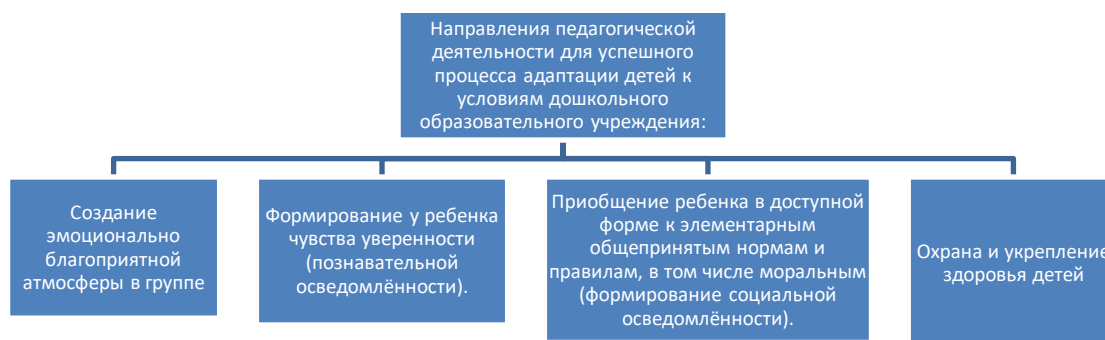 Направления педагогической
деятельности для успешного
процесса адаптации детей к
условиям дошкольного
образовательного учреждения:
Создание
эмоционально
благоприятной
атмосферы в группе
Формирование у ребенка
чувства уверенности
(познавательной
осведомлённости).
Приобщение ребенка в доступной
форме к элементарным
общепринятым нормам и
правилам, в том числе моральным
(формирование социальной
осведомлённости).
Охрана и укрепление
здоровья детей